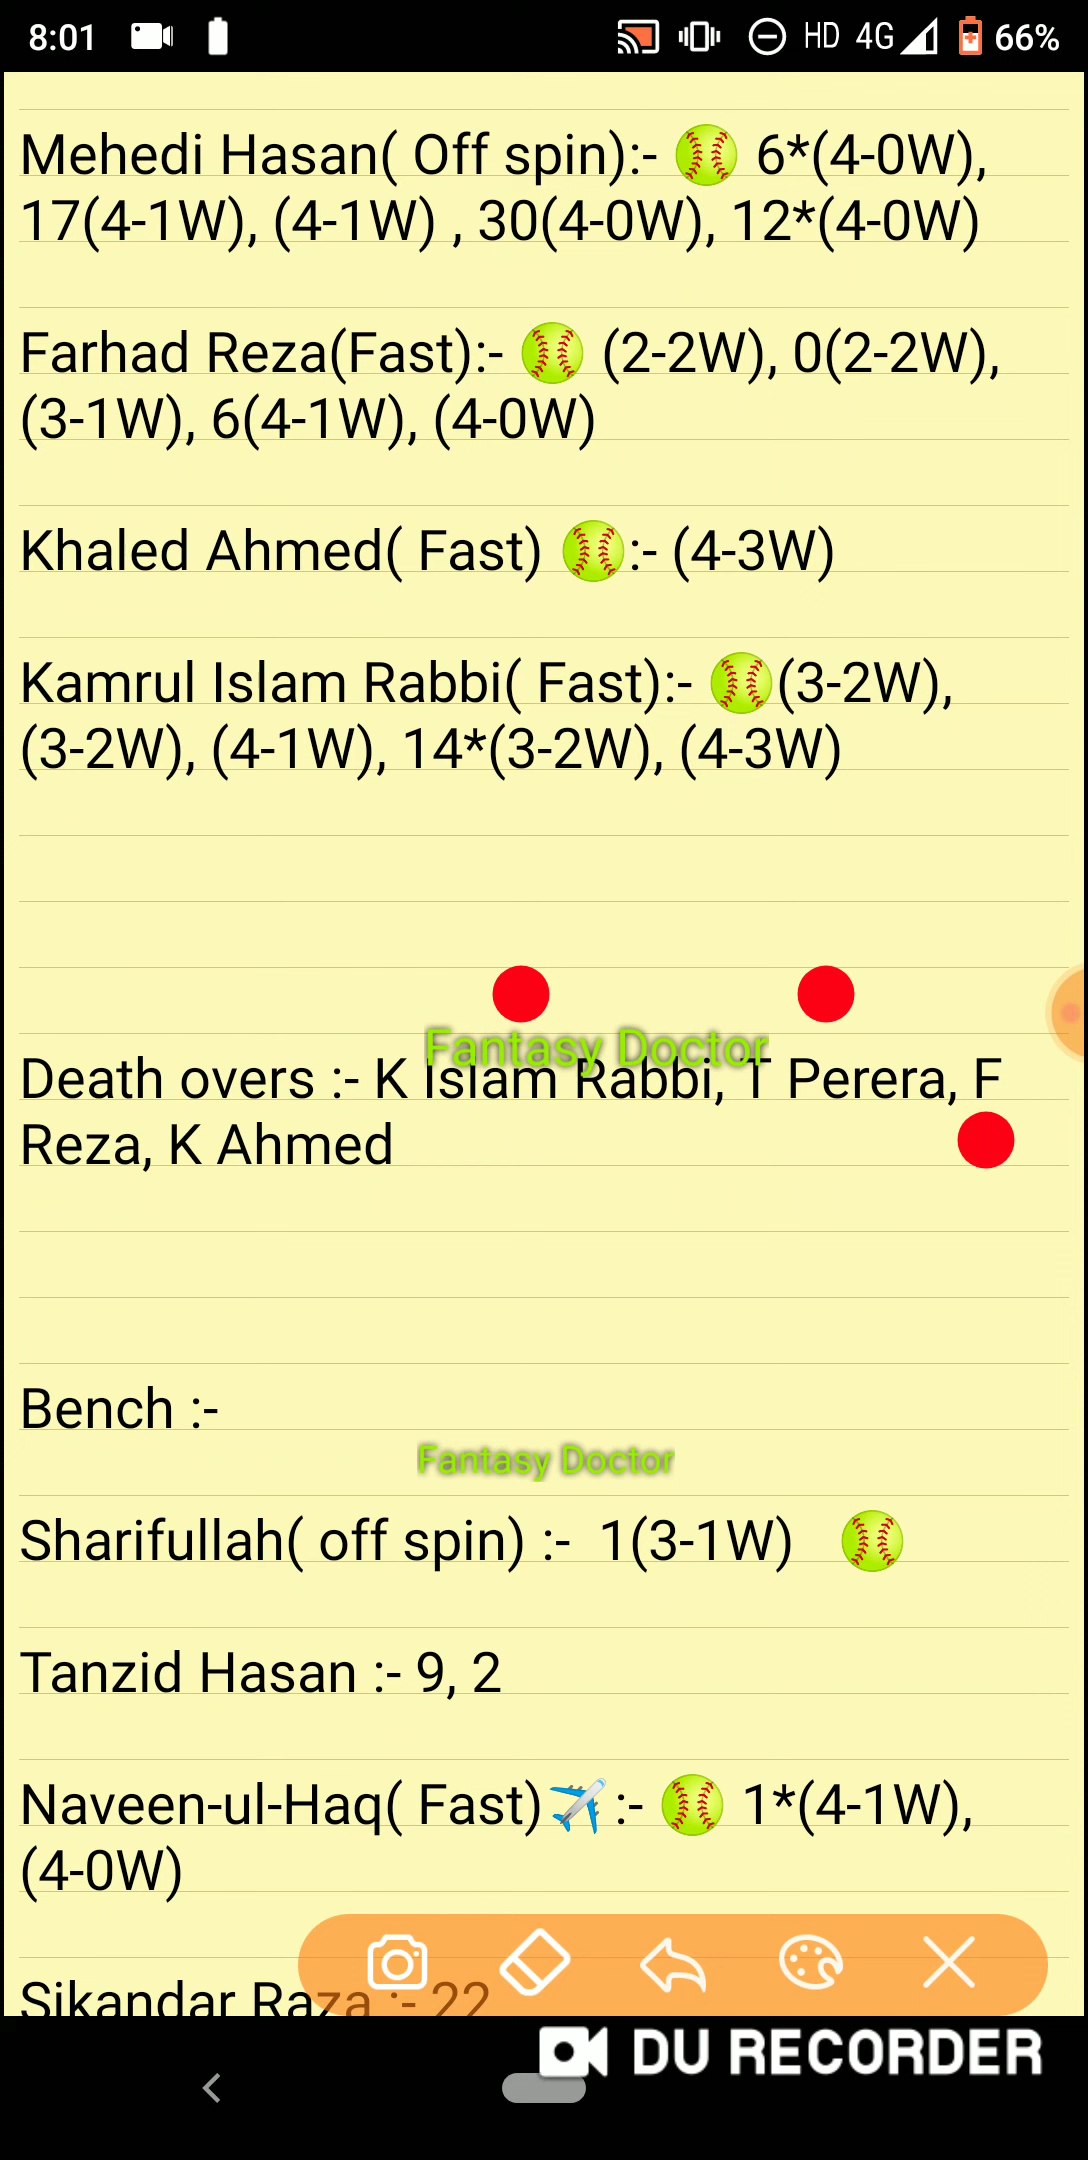 8:01 HD 4G 66%
Mehedi Hasan( Off spin):- 6*(4-0W),
17(4-1W), (4-1W) , 30(4-0W), 12*(4-0W)
Farhad Reza(Fast):- (2-2W), 0(2-2W),
(3-1W), 6(4-1W), (4-0W)
Khaled Ahmed( Fast) :- (4-3W)
Kamrul Islam Rabbi( Fast):- (3-2W),
(3-2W), (4-1W), 14*(3-2W), (4-3W)
Fantasy Doctor
Death overs :- K Islam Rabbi, T Perera, F
Reza, K Ahmed
Bench :-
Fantasy Doctor
Sharifullah( off spin) :- 1(3-1W)
Tanzid Hasan :- 9, 2
Naveen-ul-Haq( Fast)✈️:- 1*(4-1W),
(4-0W)
Sikandar Raza :- 22
DU RECORDER